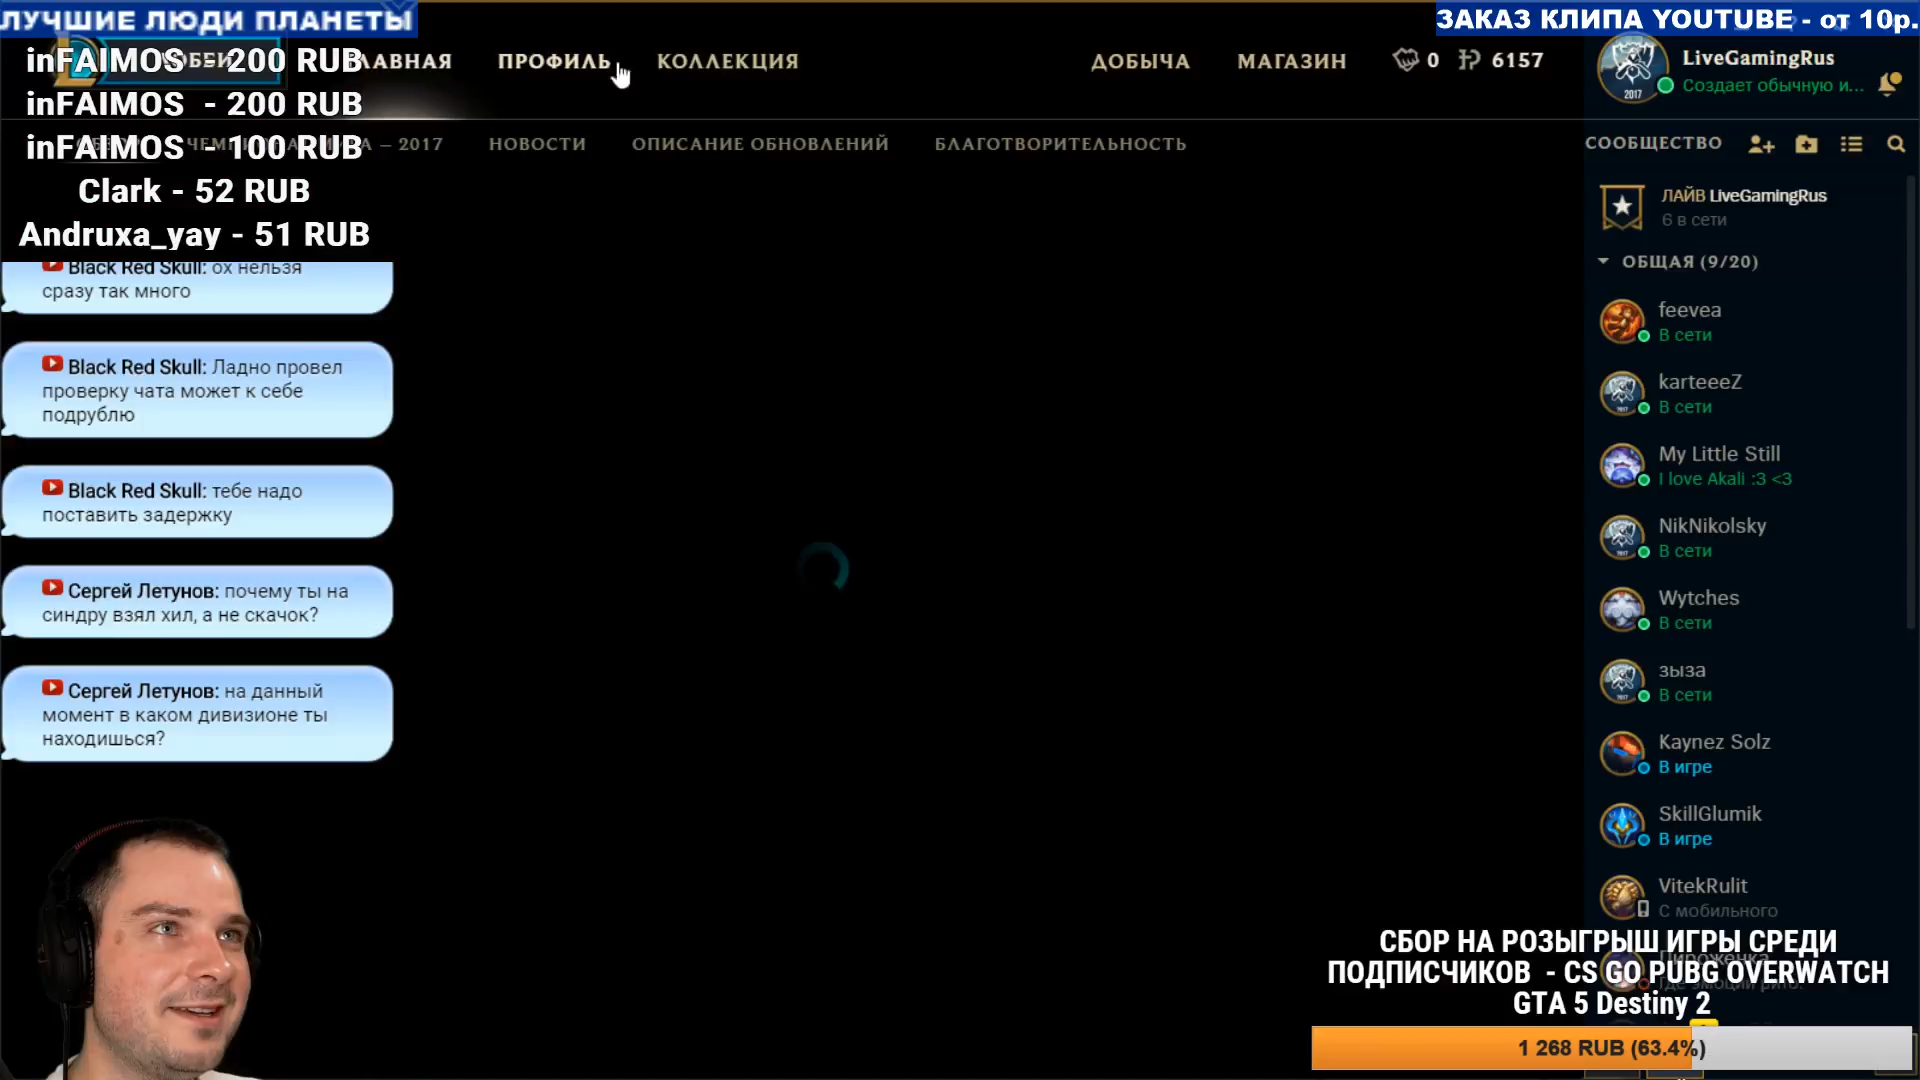 ЛУЧШИЕ ЛЮДИ ПЛАНЕТЫ
ЗАКАЗ КЛИПА YOUTUBE - от 10р.
inFAIMOS - 200 RUB
inFAIMOS - 200 RUB
inFAIMOS - 100 RUB
Clark - 52 RUB
Andruxa_yay - 51 RUB
ПРОФИЛЬ
КОЛЛЕКЦИЯ
ДОБЫЧА
МАГАЗИН
0
6157
– 2017
НОВОСТИ
ОПИСАНИЕ ОБНОВЛЕНИЙ
БЛАГОТВОРИТЕЛЬНОСТЬ
Black Red Skull: ох нельзя
сразу так много
Black Red Skull: Ладно провел
проверку чата может к себе
подрублю
Black Red Skull: тебе надо
поставить задержку
Сергей Летунов: почему ты на
синдру взял хил, а не скачок?
Сергей Летунов: на данный
момент в каком дивизионе ты
находишься?
LiveGamingRus
Создает обычную и...
2017
СООБЩЕСТВО
ЛАЙВ LiveGamingRus
6 в сети
ОБЩАЯ (9/20)
feevea
В сети
karteeeZ
В сети
My Little Still
I love Akali :3 <3
NikNikolsky
В сети
Wytches
В сети
зыза
В сети
Kaynez Solz
В игре
SkillGlumik
В игре
VitekRulit
С мобильного
СБОР НА РОЗЫГРЫШ ИГРЫ СРЕДИ
ПОДПИСЧИКОВ - CS GO PUBG OVERWATCH
GTA 5 Destiny 2
1 268 RUB (63.4%)